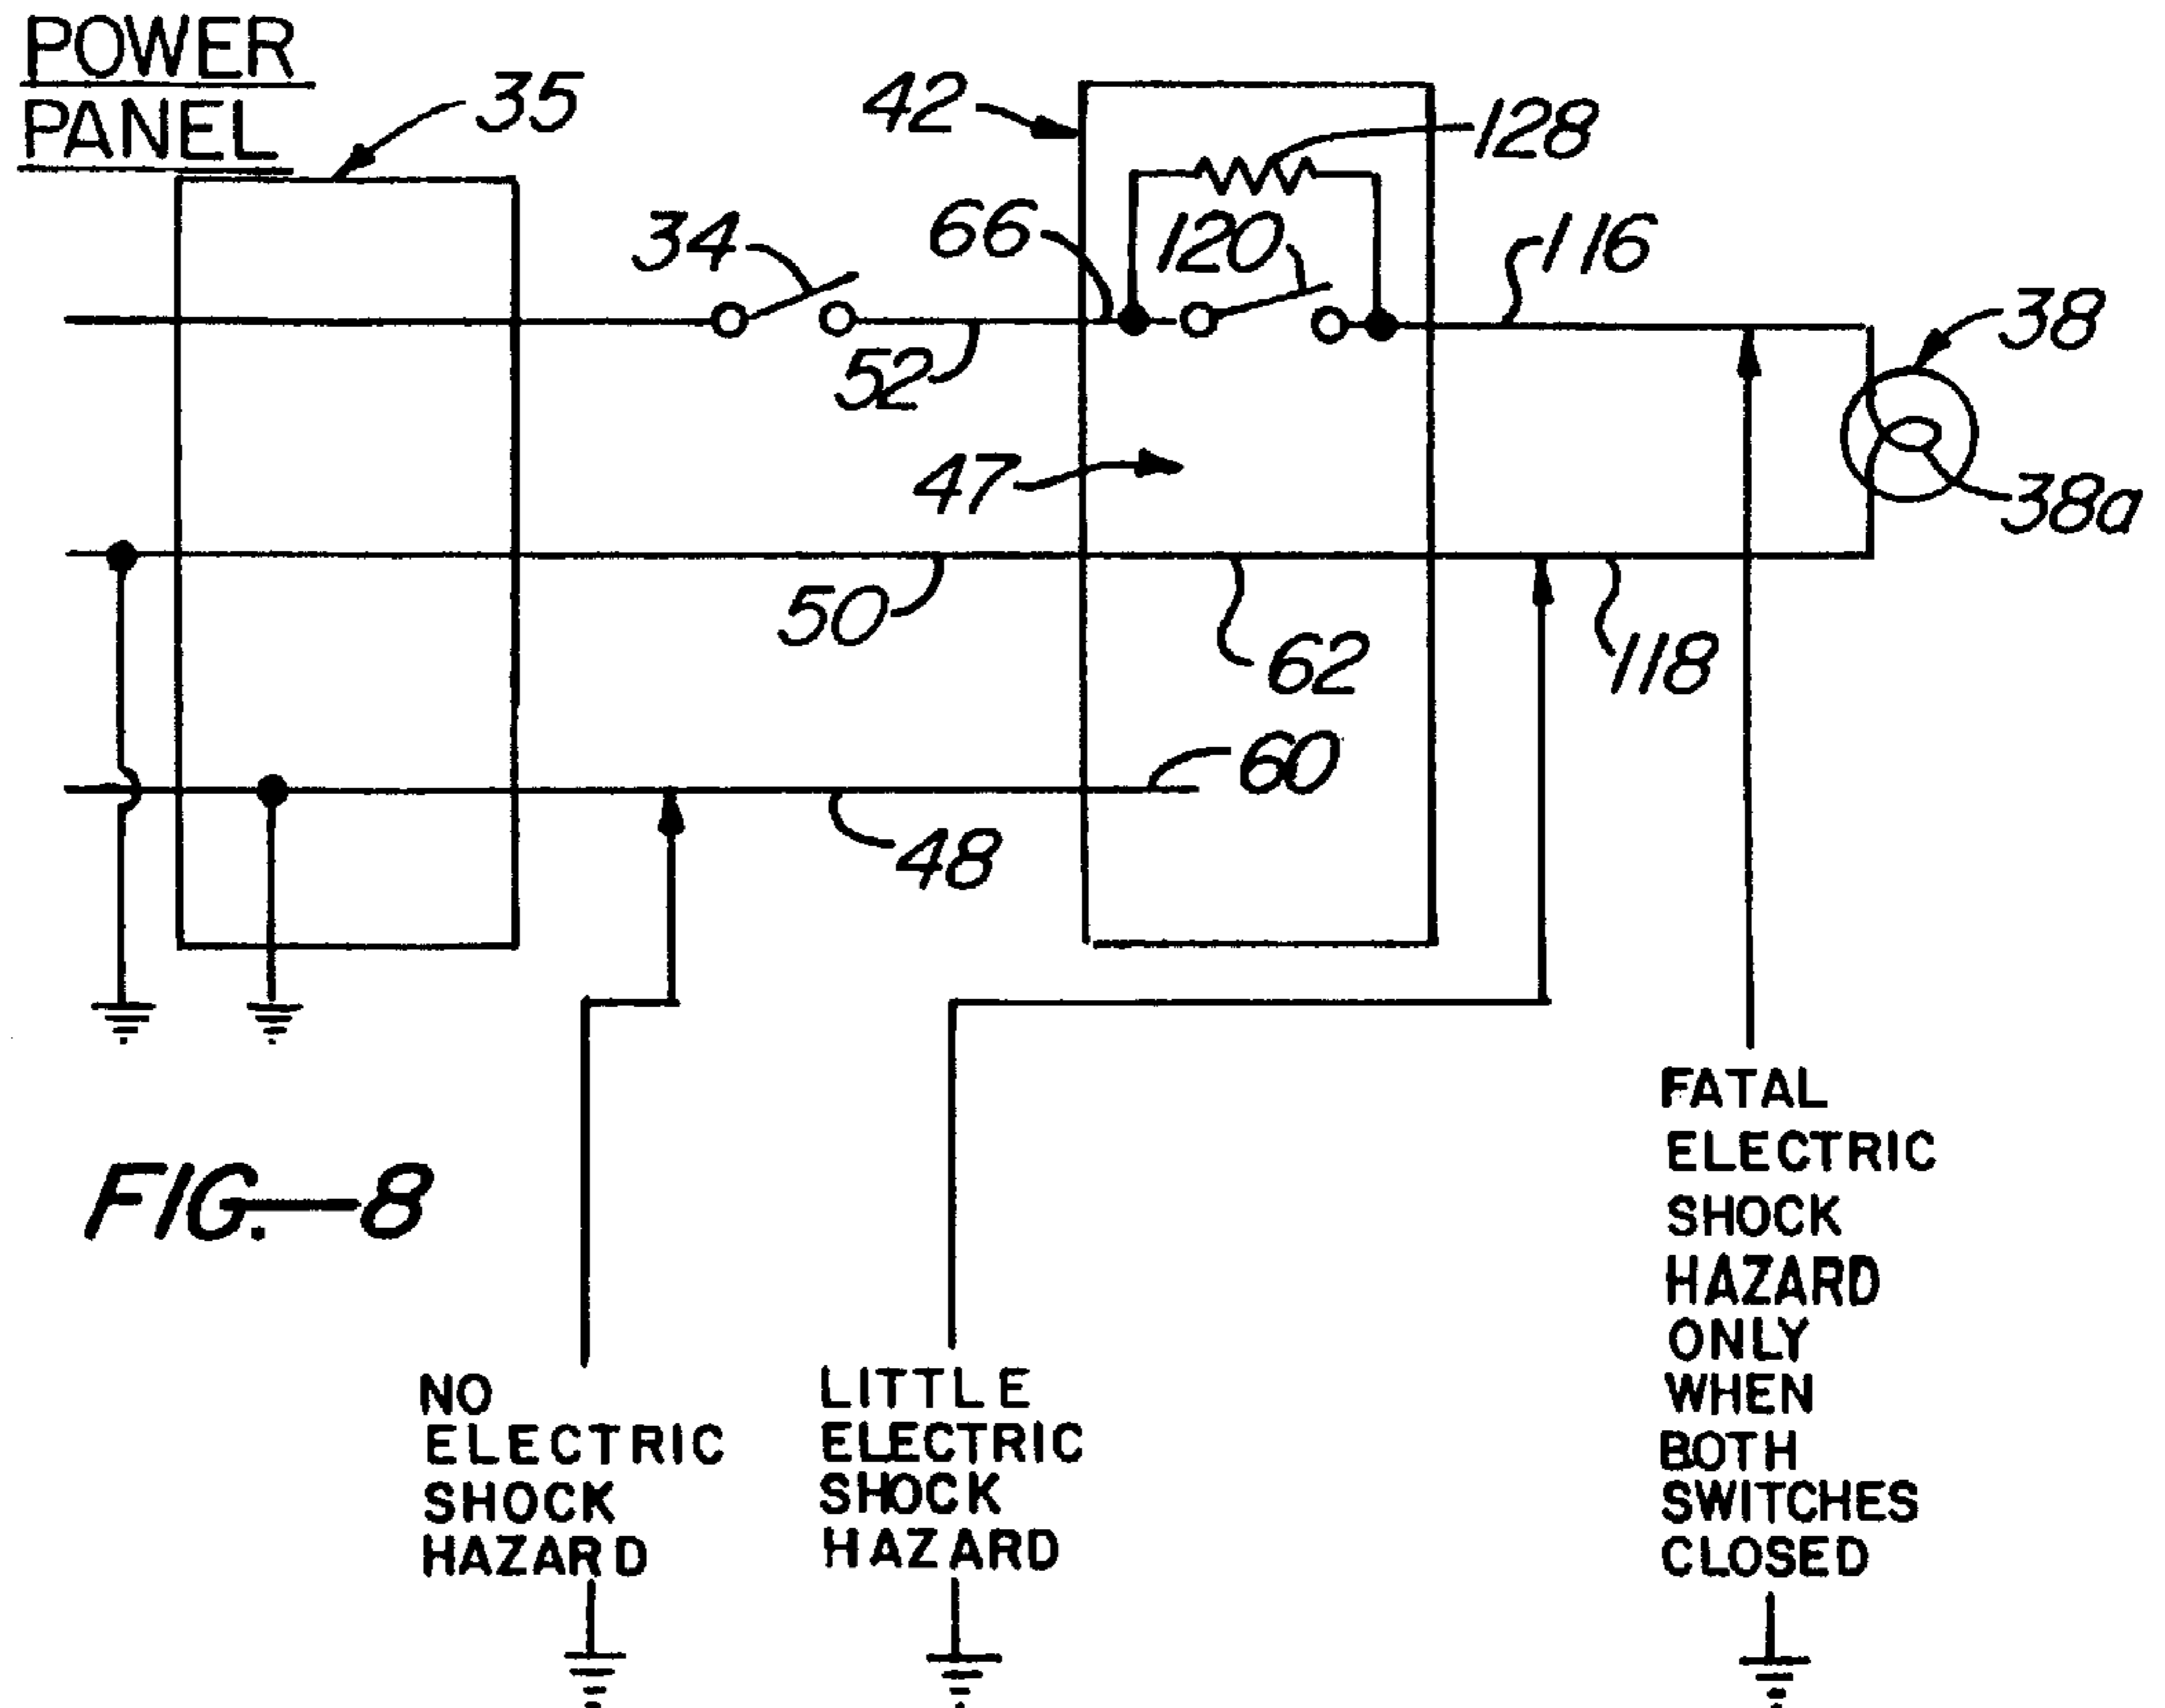 POWER
PANEL
35
42
128
34
66
120
116
38
52
47
38a
50
62
118
60
48
FIG.—8
NO
ELECTRIC
SHOCK
HAZARD
LITTLE
ELECTRIC
SHOCK
HAZARD
FATAL
ELECTRIC
SHOCK
HAZARD
ONLY
WHEN
BOTH
SWITCHES
CLOSED